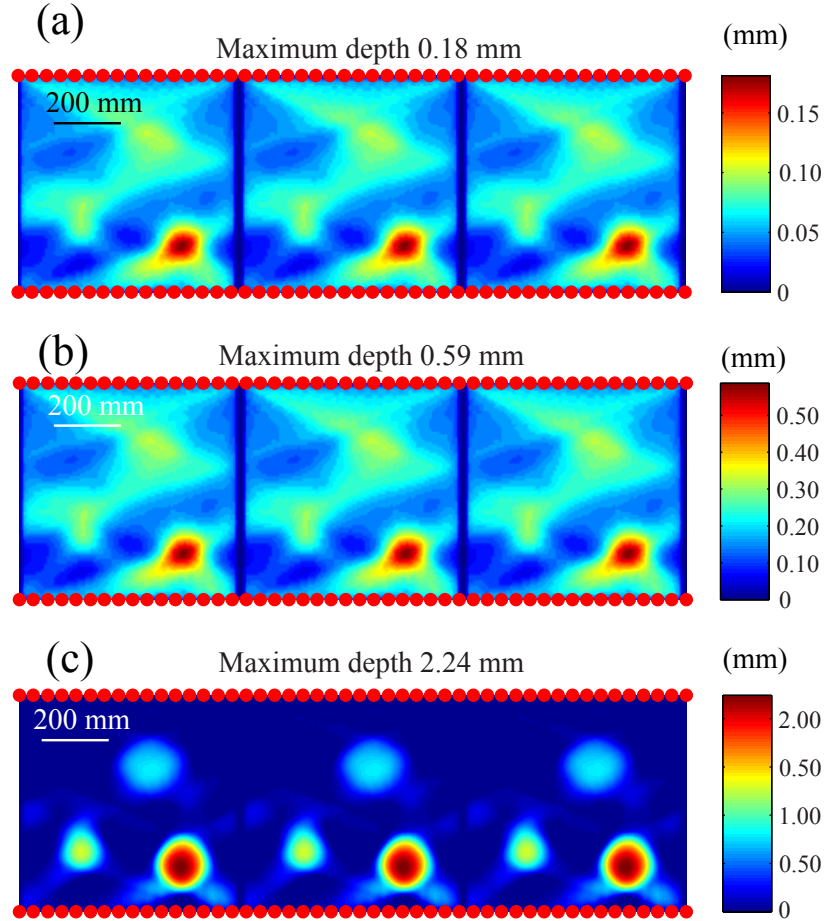 (a)
Maximum depth 0.18 mm
(mm)
200 mm
0.15
0.10
0.05
0
(b)
Maximum depth 0.59 mm
(mm)
200 mm
0.50
0.40
0.30
0.20
0.10
0
(c)
Maximum depth 2.24 mm
(mm)
200 mm
2.00
0.50
1.00
0.50
0